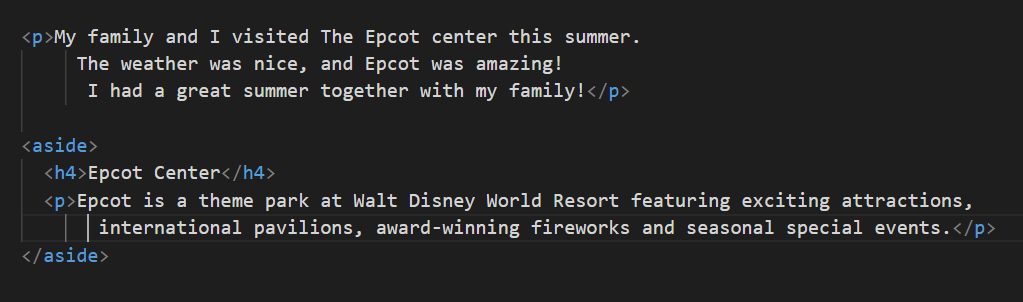 <p>My family and I visited The Epcot center this summer.
The weather was nice, and Epcot was amazing!
I had a great summer together with my family!</p>
<aside>
<h4>Epcot Center</h4>
<p>Epcot is a theme park at Walt Disney World Resort featuring exciting attractions,
international pavilions, award-winning fireworks and seasonal special events.</p>
</aside>